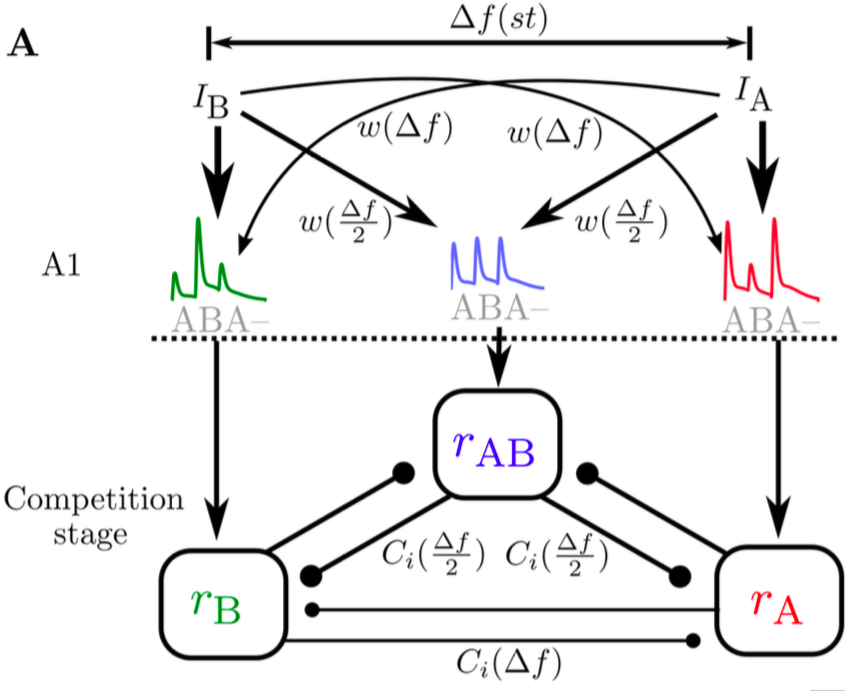 A
Δf(st)
I_B
I_A
w(Δf)
w(Δf)
w(Δf/2)
w(Δf/2)
A1
ABA–
ABA–
ABA–
r_AB
Competition
stage
C_i(Δf/2)
C_i(Δf/2)
r_B
r_A
C_i(Δf)